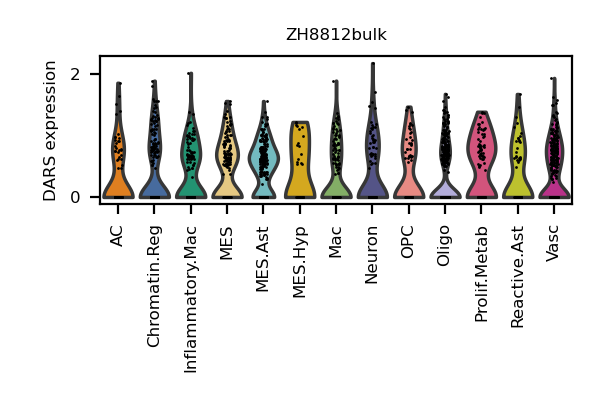 ZH8812bulk
DARS expression
2
0
AC
Chromatin.Reg
Inflammatory.Mac
MES
MES.Ast
MES.Hyp
Mac
Neuron
OPC
Oligo
Prolif.Metab
Reactive.Ast
Vasc